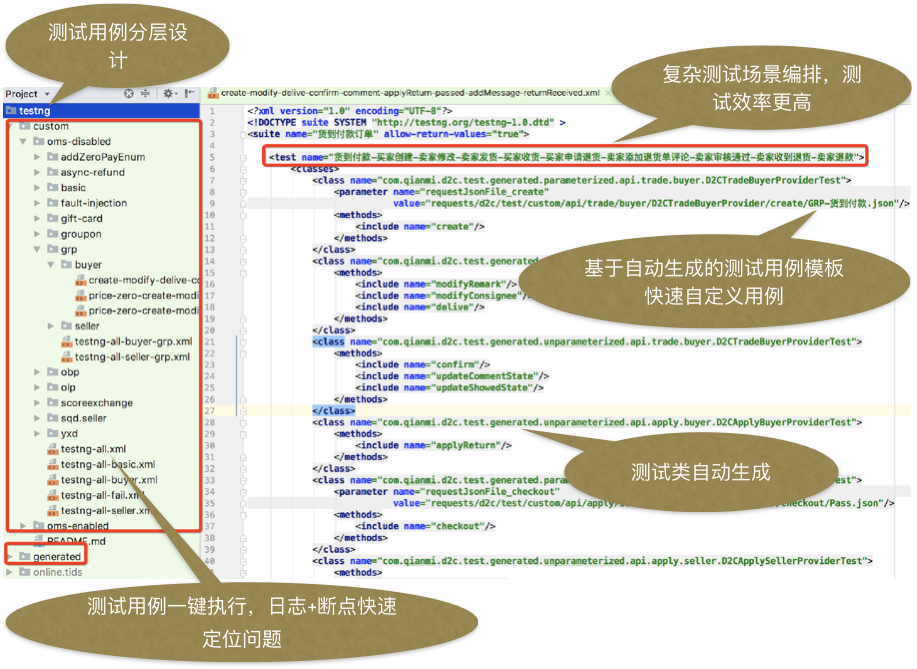 测试用例分层设
计
复杂测试场景编排，测
试效率更高
Project
create-modify-delive-confirm-comment-applyReturn-passed-addMessage-returnReceived.xml
testng
custom
oms-disabled
addZeroPayEnum
async-refund
basic
fault-injection
gift-card
groupon
grp
buyer
create-modify-delive-co
price-zero-create-modi
price-zero-create-modi
seller
testng-all-buyer-grp.xml
testng-all-seller-grp.xml
obp
olp
scoreexchange
sqd.seller
yxd
testng-all.xml
testng-all-basic.xml
testng-all-buyer.xml
testng-all-fail.xml
testng-all-seller.xm
oms-enabled
README.md
generated
online.tids
1 <?xml version="1.0" encoding="UTF-8"?>
2 <!DOCTYPE suite SYSTEM "http://testng.org/testng-1.0.dtd" >
3 <suite name="货到付款订单" allow-return-values="true">
4
5 <test name="货到付款-买家创建-卖家修改-卖家发货-买家收货-买家申请退货-卖家添加退货单评论-卖家审核通过-卖家收到退货-卖家退款">
6 <classes>
7 <class name="com.qianmi.d2c.test.generated.parameterized.api.trade.buyer.D2CTradeBuyerProviderTest">
8 <parameter name="requestJsonFile_create"
9 value="requests/d2c/test/custom/api/trade/buyer/D2CTradeBuyerProvider/create/GRP-货到付款.json"/>
10 <methods>
11 <include name="create"/>
12 </methods>
13 </class>
14 <class name="com.qianmi.d2c.test.generated
15 <methods>
16 <include name="modifyRemark"/>
17 <include name="modifyConsignee"/>
18 <include name="delive"/>
19 </methods>
20 </class>
21 <class name="com.qianmi.d2c.test.generated.unparameterized.api.trade.buyer.D2CTradeBuyerProviderTest">
22 <methods>
23 <include name="confirm"/>
24 <include name="updateCommentState"/>
25 <include name="updateShowedState"/>
26 </methods>
27 </class>
28 <class name="com.qianmi.d2c.test.generated.unparameterized.api.apply.buyer.D2CApplyBuyerProviderTest">
29 <methods>
30 <include name="applyReturn"/>
31 </methods>
32 </class>
33 <class name="com.qianmi.d2c.test.generated.para
oviderTest">
34 <parameter name="requestJsonFile_checkout"
35 value="requests/d2c/test/custom/api/apply/
checkout/Pass.json"/>
36 <methods>
37 <include name="checkout"/>
38 </methods>
39 </class>
40 <class name="com.qianmi.d2c.test.generated.unparameterized.api.apply.seller.D2CApplySellerProviderTest">
41 <methods>
基于自动生成的测试用例模板
快速自定义用例
测试类自动生成
测试用例一键执行，日志+断点快速
定位问题